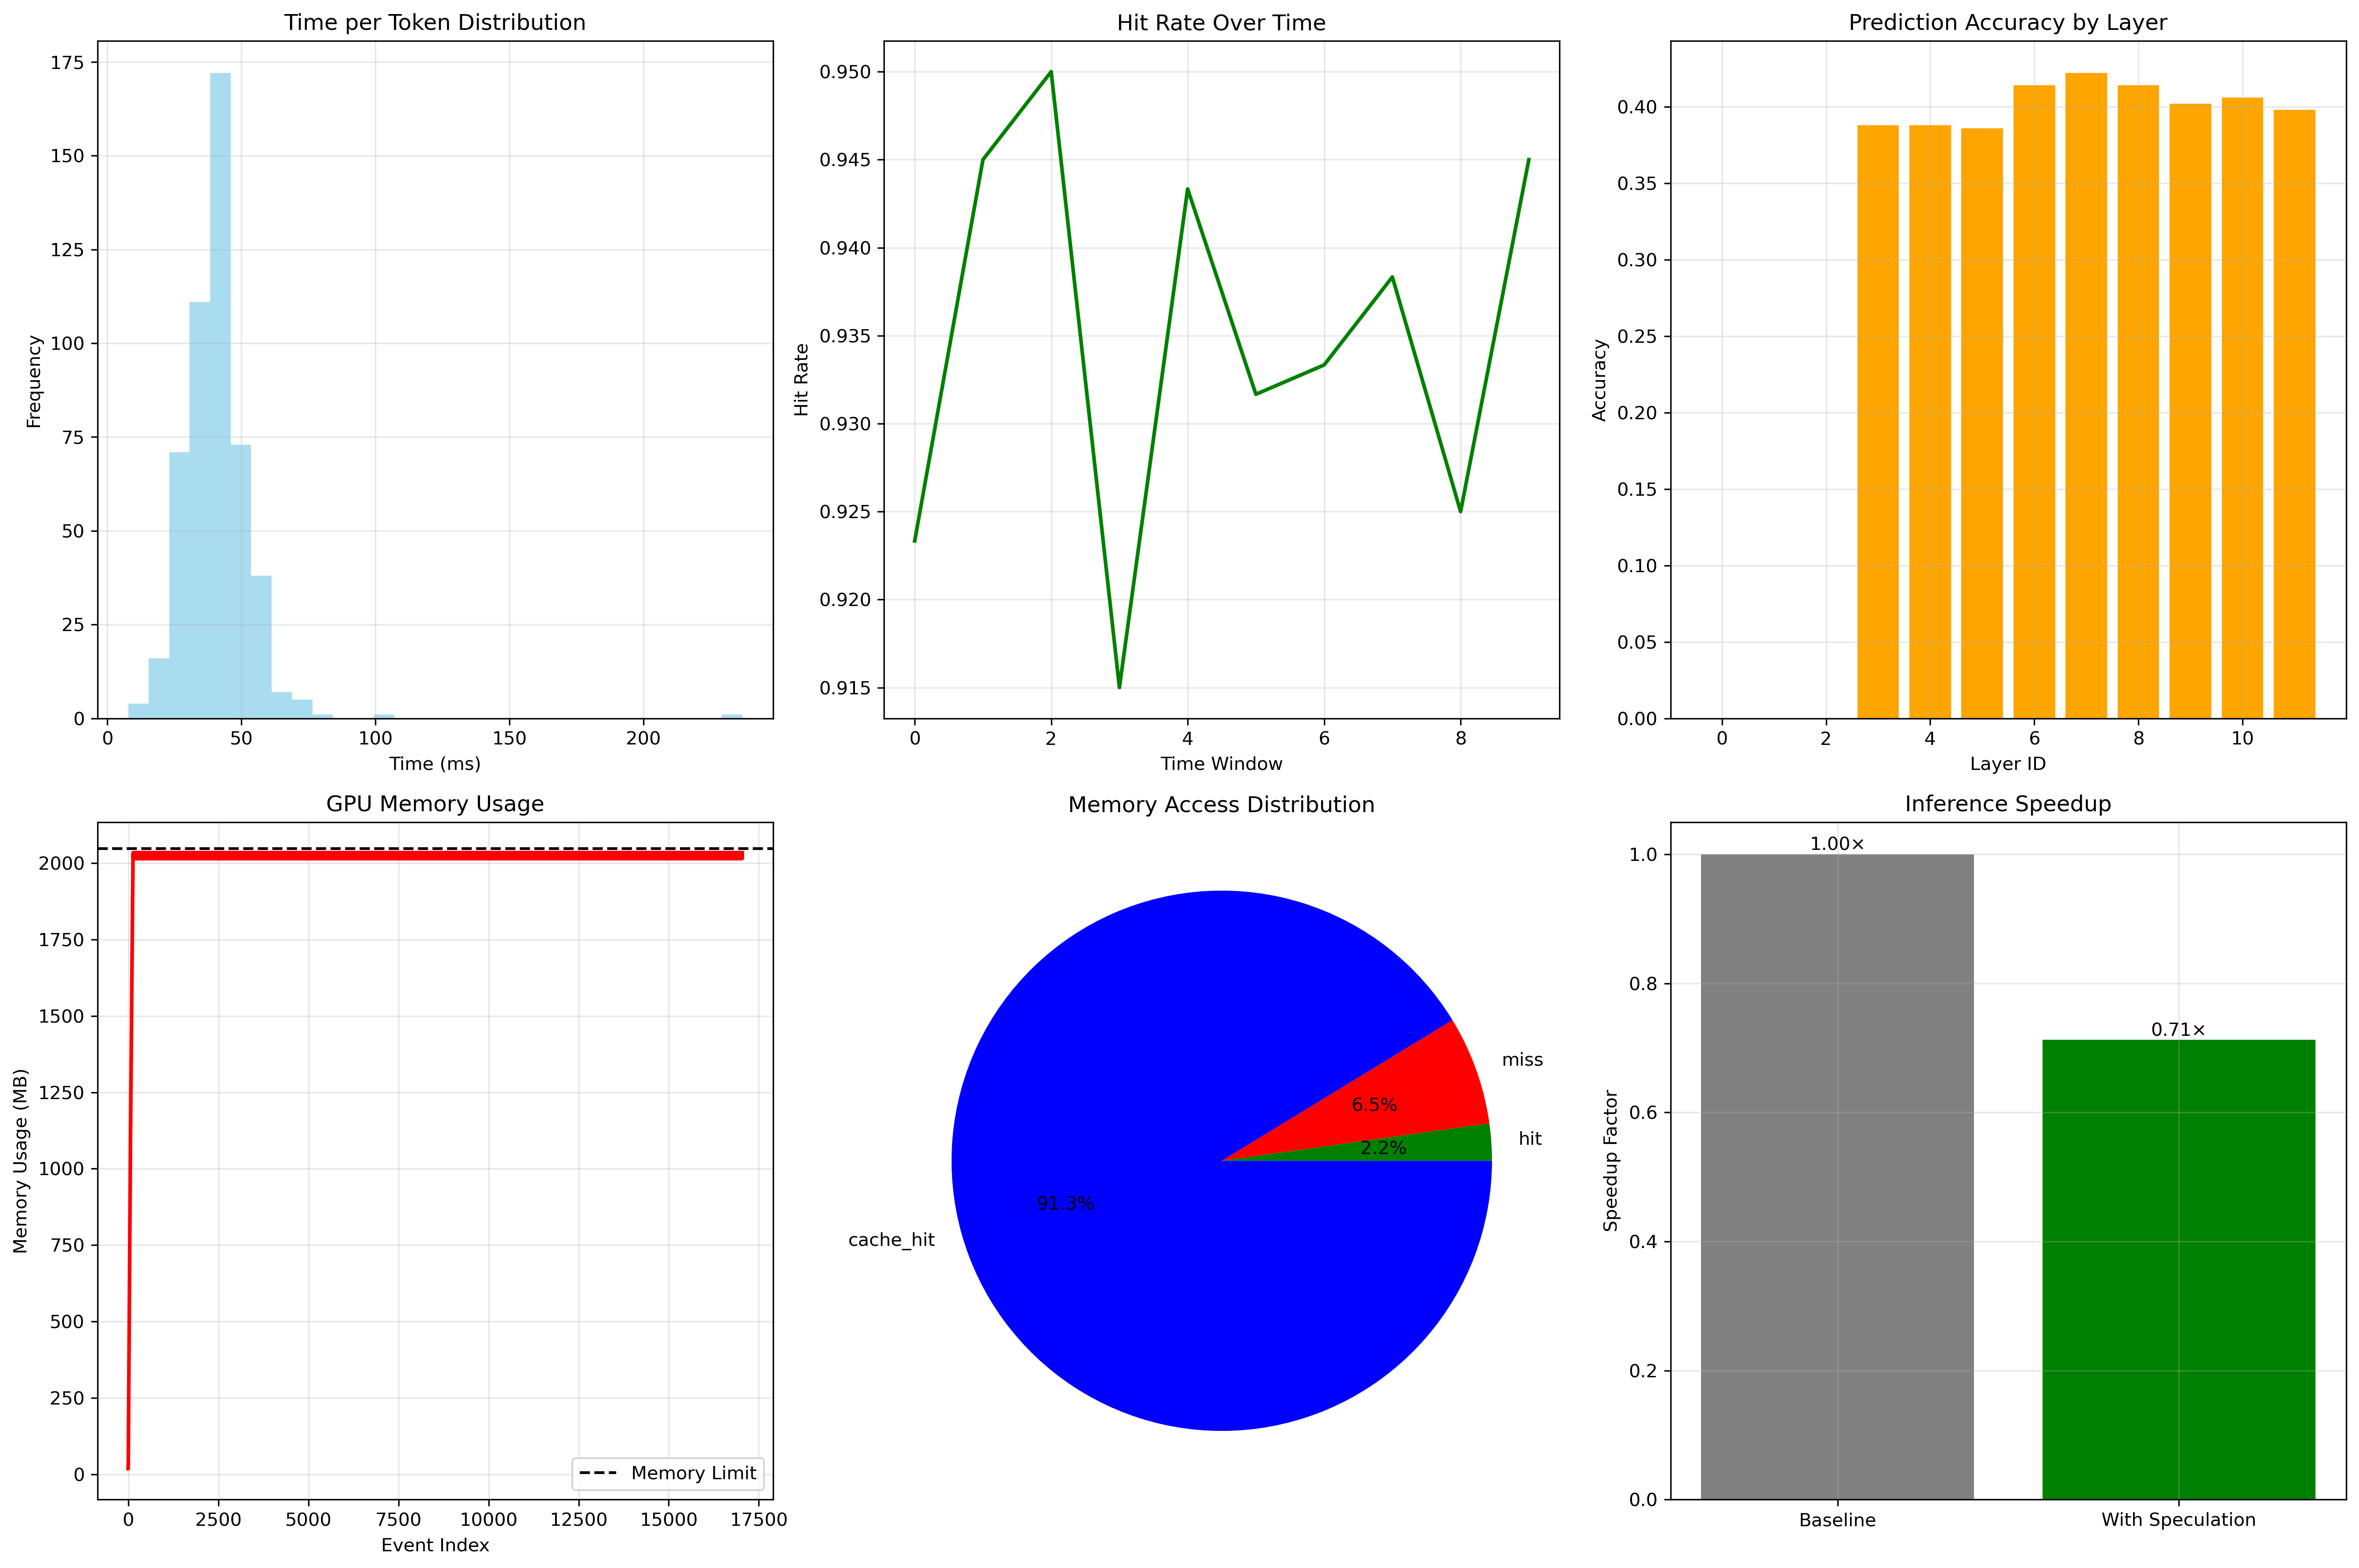 Time per Token Distribution
175
150
125
100
75
50
25
0
Frequency
0 50 100 150 200
Time (ms)
Hit Rate Over Time
0.950
0.945
0.940
0.935
0.930
0.925
0.920
0.915
Hit Rate
0 2 4 6 8
Time Window
Prediction Accuracy by Layer
0.40
0.35
0.30
0.25
0.20
0.15
0.10
0.05
0.00
Accuracy
0 2 4 6 8 10
Layer ID
GPU Memory Usage
2000
1750
1500
1250
1000
750
500
250
0
Memory Usage (MB)
Memory Limit
0 2500 5000 7500 10000 12500 15000 17500
Event Index
Memory Access Distribution
miss
6.5%
hit
2.2%
91.3%
cache_hit
Inference Speedup
1.00×
0.71×
1.0
0.8
0.6
0.4
0.2
0.0
Speedup Factor
Baseline With Speculation